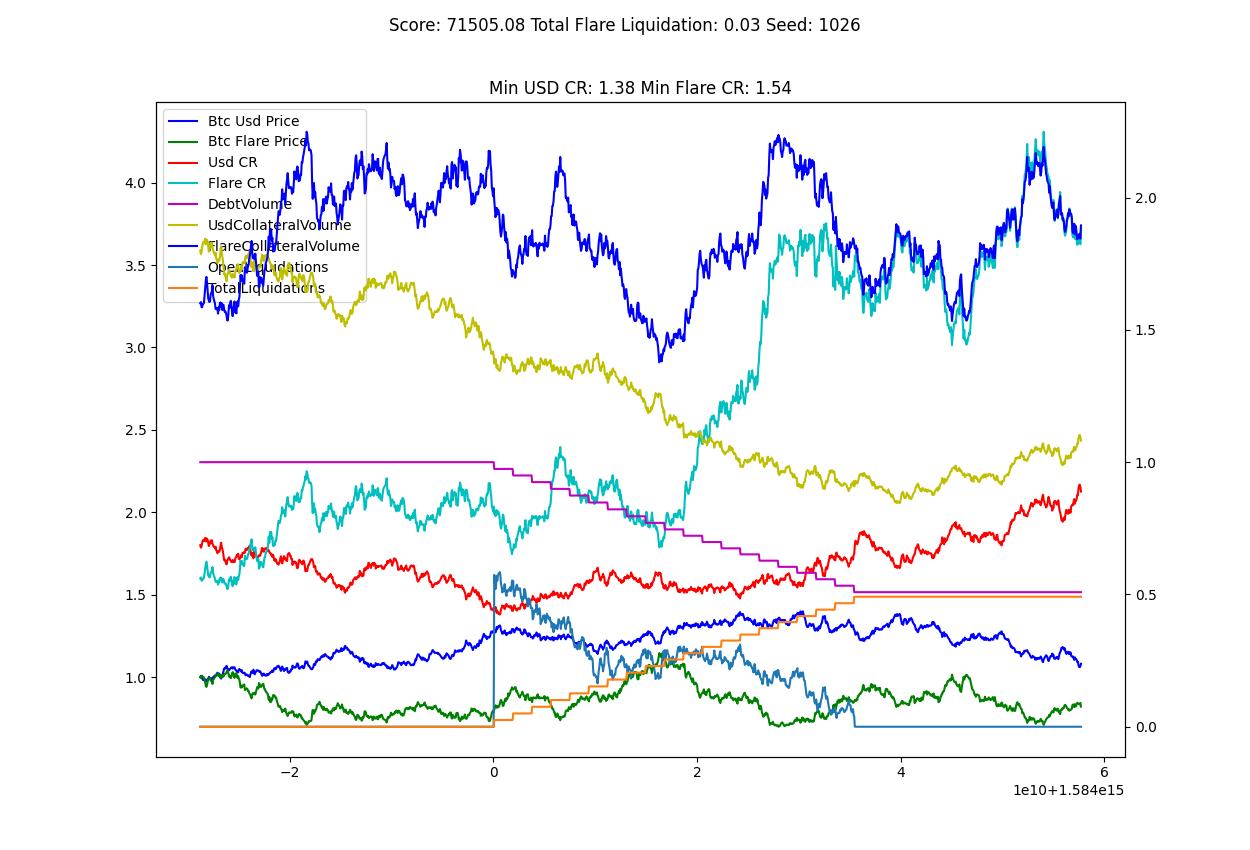 Score: 71505.08 Total Flare Liquidation: 0.03 Seed: 1026
Min USD CR: 1.38 Min Flare CR: 1.54
Btc Usd Price
Btc Flare Price
Usd CR
Flare CR
DebtVolume
UsdCollateralVolume
FlareCollateralVolume
OpenLiquidations
TotalLiquidations
4.0
3.5
3.0
2.5
2.0
1.5
1.0
2.0
1.5
1.0
0.5
0.0
−2
0
2
4
6
1e10+1.584e15